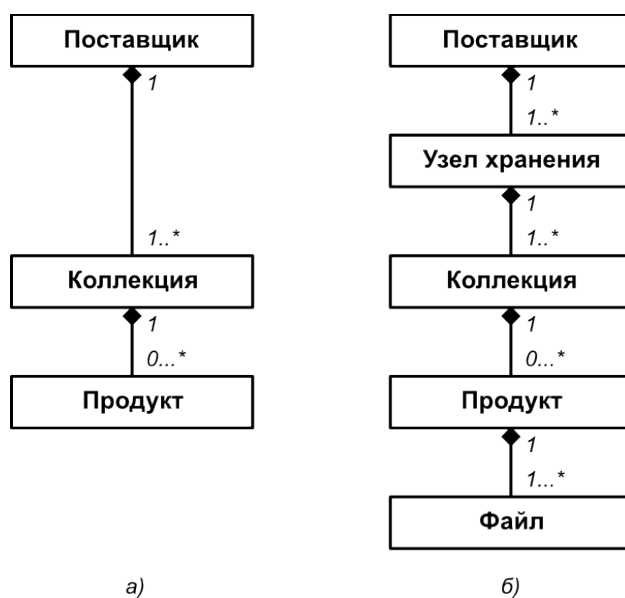 Поставщик
1
1..*
Коллекция
1
0...*
Продукт
а)
Поставщик
1
1..*
Узел хранения
1
1..*
Коллекция
1
0...*
Продукт
1
1...*
Файл
б)